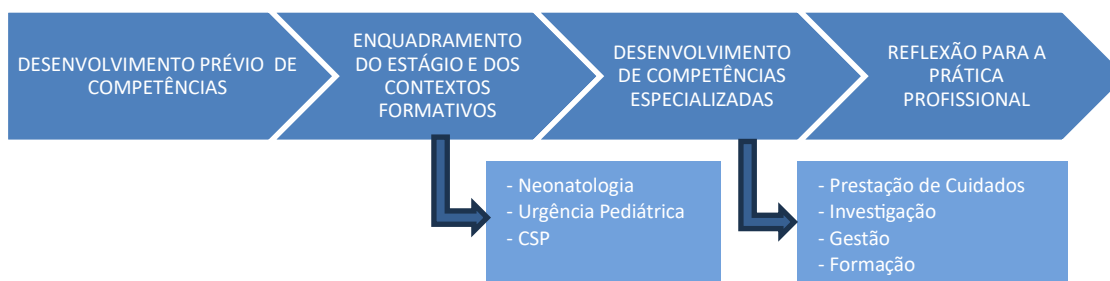 DESENVOLVIMENTO PRÉVIO DE
COMPETÊNCIAS
ENQUADRAMENTO
DO ESTÁGIO E DOS
CONTEXTOS
FORMATIVOS
DESENVOLVIMENTO
DE COMPETÊNCIAS
ESPECIALIZADAS
REFLEXÃO PARA A
PRÁTICA
PROFISSIONAL
- Neonatologia
- Urgência Pediátrica
- CSP
- Prestação de Cuidados
- Investigação
- Gestão
- Formação